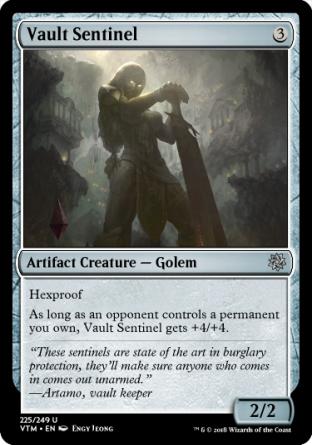 Vault Sentinel 3
Artifact Creature — Golem
Hexproof
As long as an opponent controls a permanent
you own, Vault Sentinel gets +4/+4.
“These sentinels are state of the art in burglary
protection, they’ll make sure anyone who comes
in comes out unarmed.”
—Artamo, vault keeper
2/2
225/249 U
VTM • EN ENGY JEONG
™ & © 2018 Wizards of the Coast